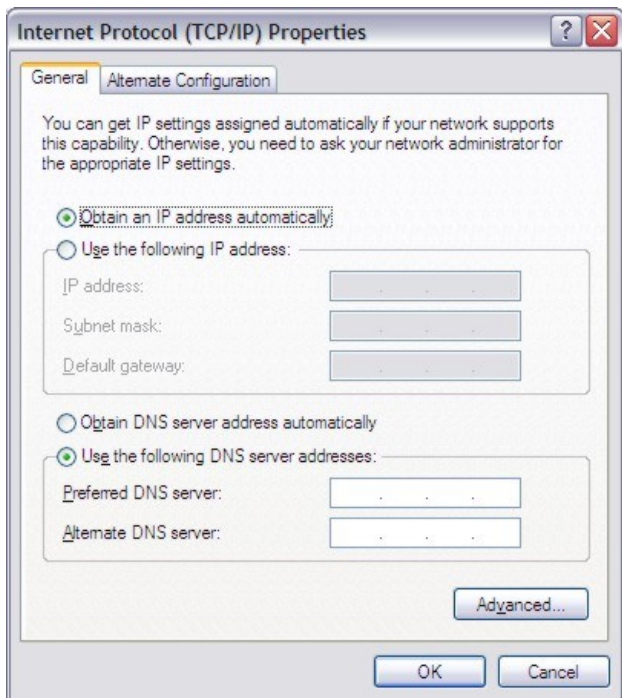 Internet Protocol (TCP/IP) Properties
General
Alternate Configuration
You can get IP settings assigned automatically if your network supports
this capability. Otherwise, you need to ask your network administrator for
the appropriate IP settings.
Obtain an IP address automatically
Use the following IP address:
IP address:
Subnet mask:
Default gateway:
Obtain DNS server address automatically
Use the following DNS server addresses:
Preferred DNS server:
Alternate DNS server:
Advanced...
OK
Cancel